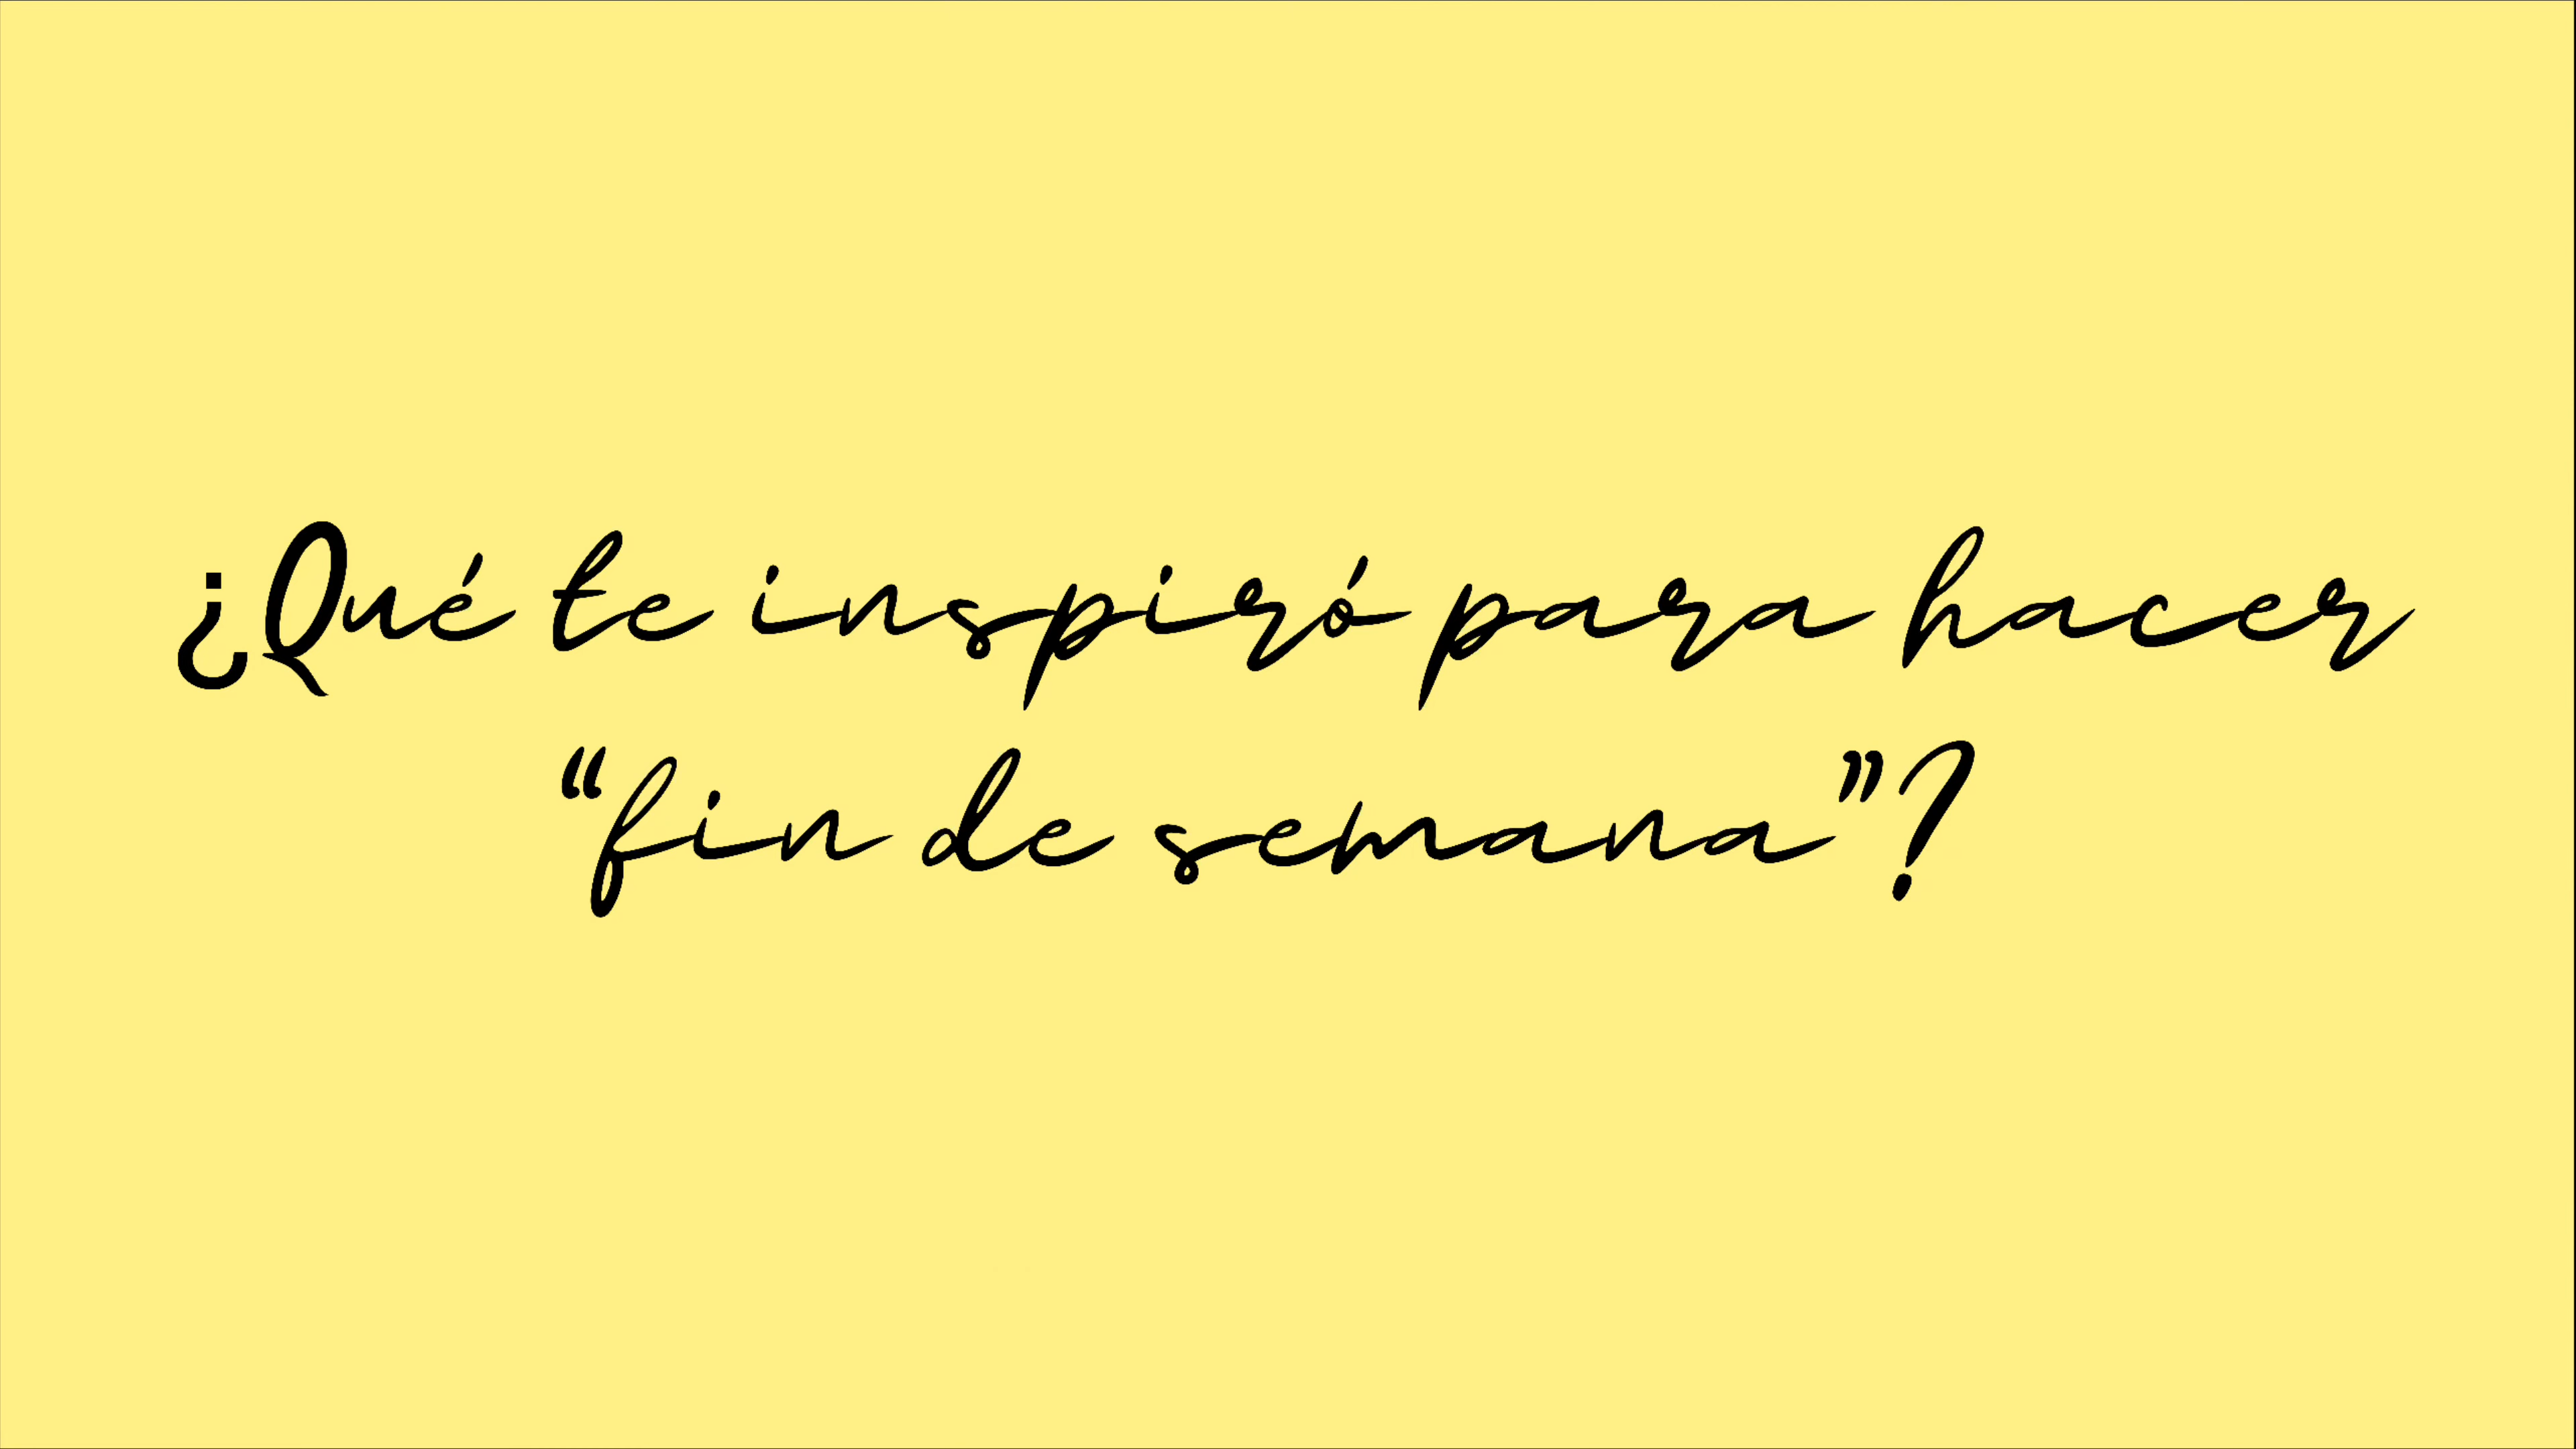 ¿Qué te inspiró para hacer
“fin de semana”?